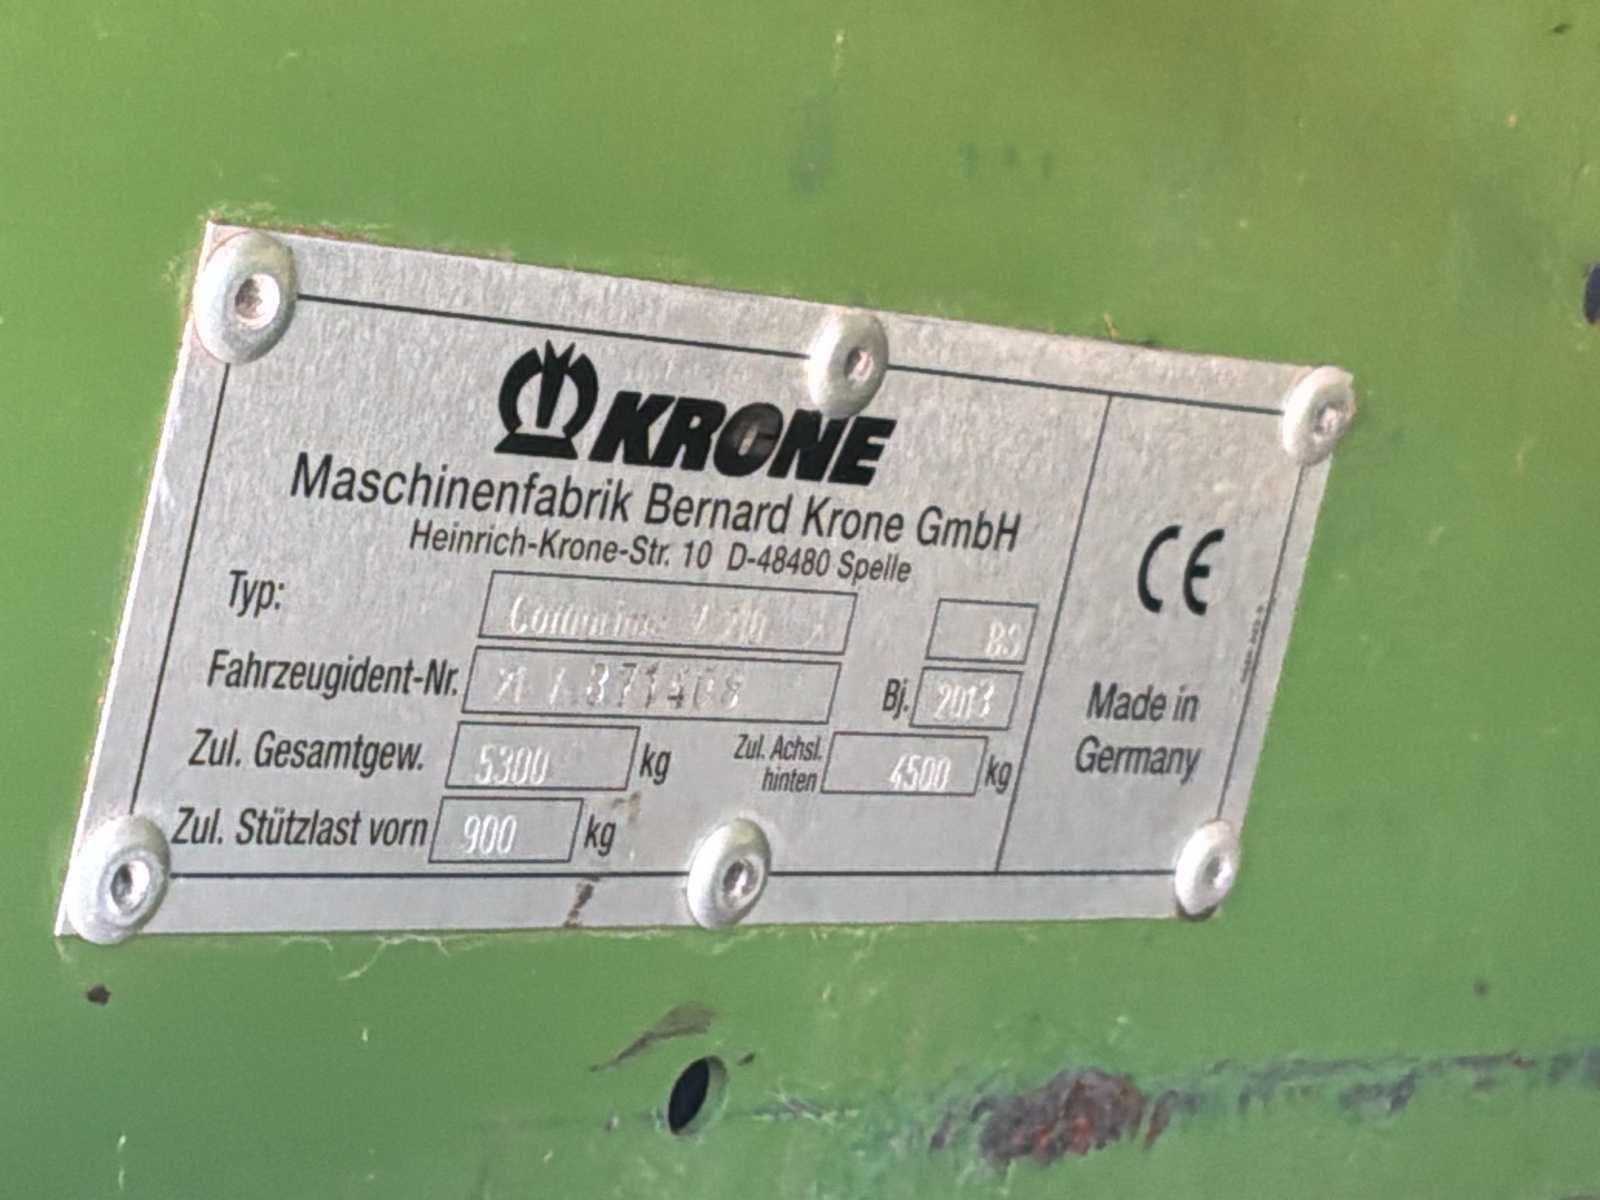 KRONE
Maschinenfabrik Bernard Krone GmbH
Heinrich-Krone-Str. 10 D-48480 Spelle
Typ: BS
Fahrzeugident-Nr. Bj. 2013
Zul. Gesamtgew. 5300 kg Zul. Achsl. hinten 4500 kg
Zul. Stützlast vorn 900 kg
CE
Made in
Germany